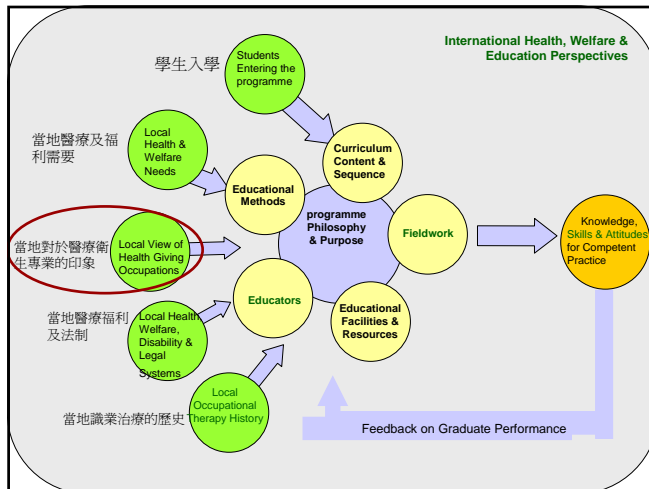 International Health, Welfare &
Education Perspectives
學生入學
Students
Entering the
programme
當地醫療及福
利需要
Local
Health &
Welfare
Needs
Curriculum
Content &
Sequence
Educational
Methods
programme
Philosophy
& Purpose
Fieldwork
Knowledge,
Skills & Attitudes
for Competent
Practice
當地對於醫療衛
生專業的印象
Local View of
Health Giving
Occupations
Educators
Educational
Facilities &
Resources
當地醫療福利
及法制
Local Health
Welfare,
Disability &
Legal
Systems
當地識業治療的歷史
Local
Occupational
Therapy History
Feedback on Graduate Performance